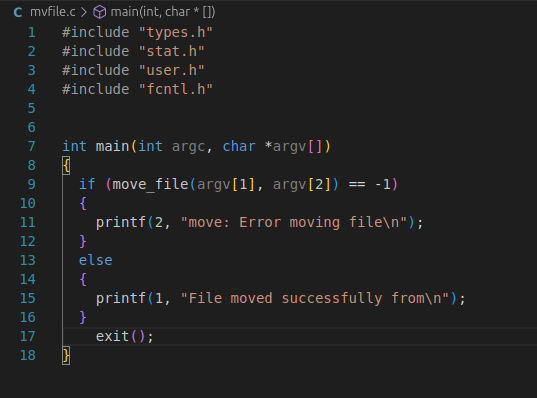 C mvfile.c > main(int, char * [])
1 #include "types.h"
2 #include "stat.h"
3 #include "user.h"
4 #include "fcntl.h"
5
6
7 int main(int argc, char *argv[])
8 {
9   if (move_file(argv[1], argv[2]) == -1)
10   {
11     printf(2, "move: Error moving file\n");
12   }
13   else
14   {
15     printf(1, "File moved successfully from\n");
16   }
17     exit();
18 }